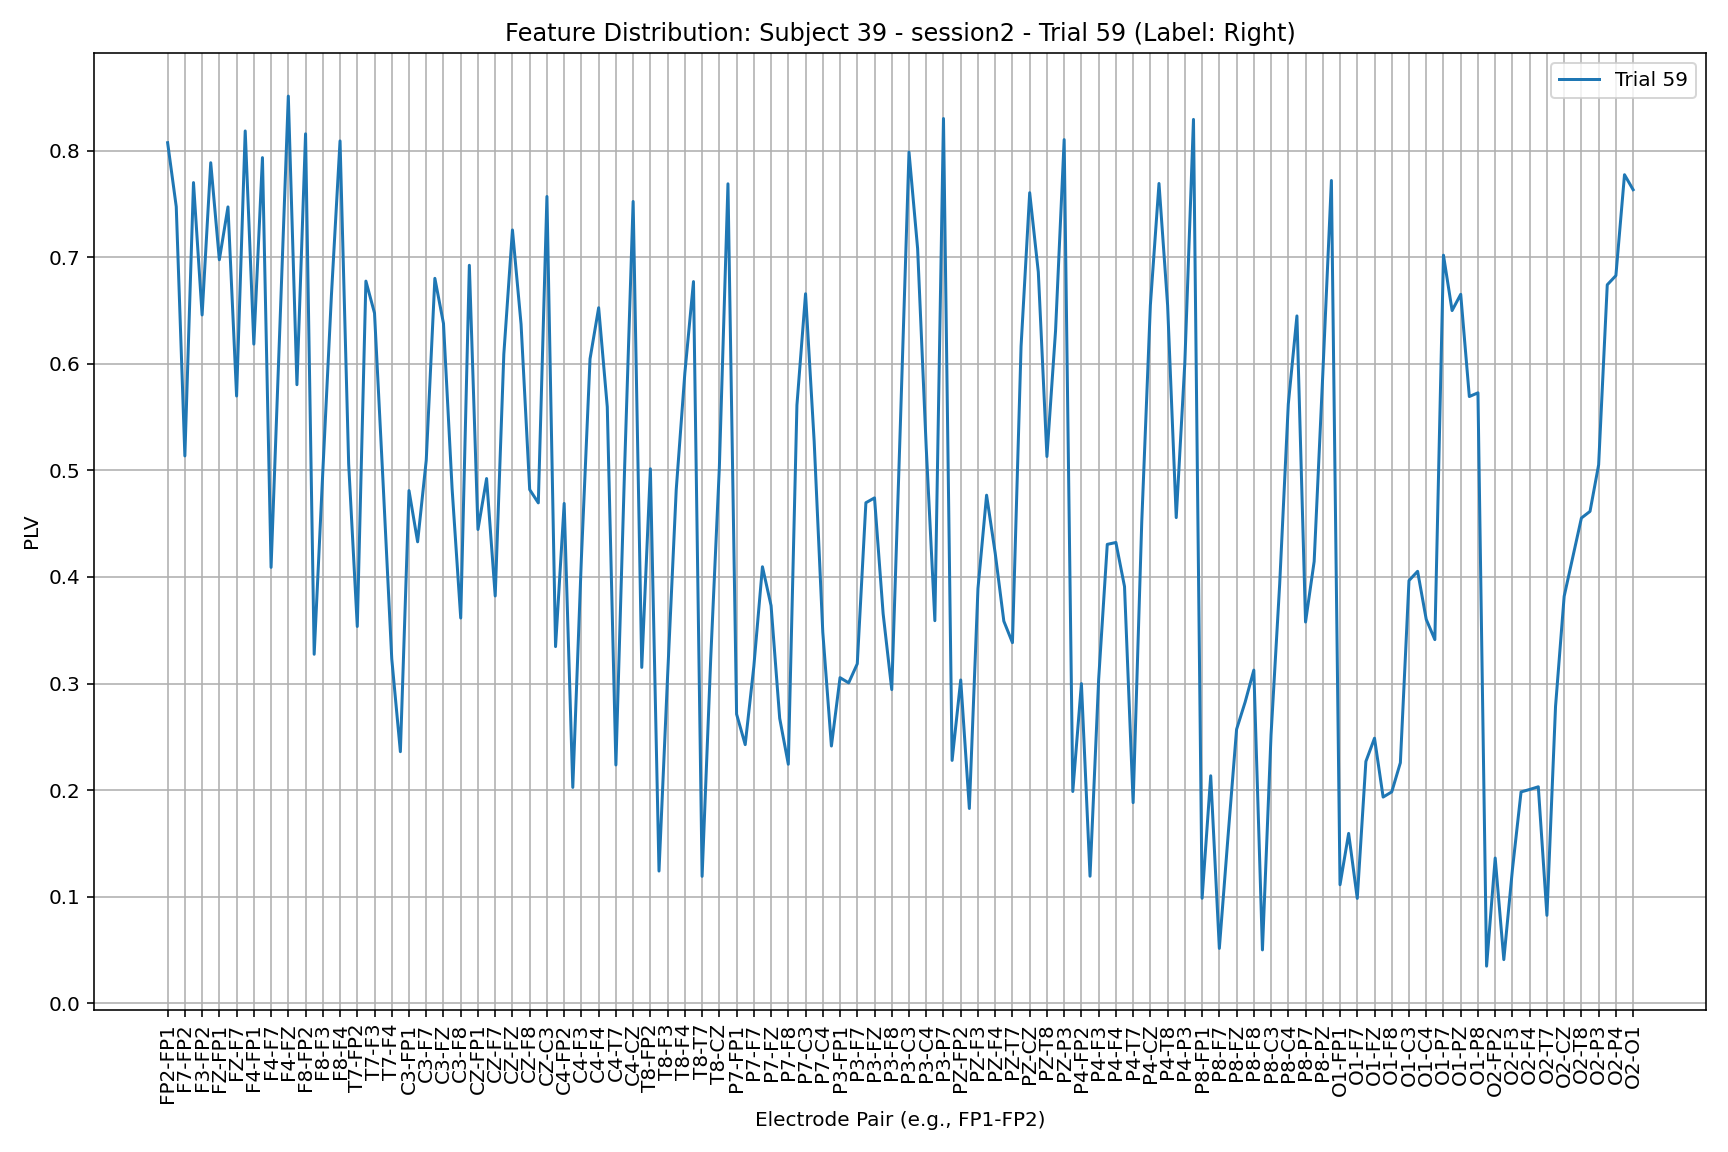 Feature Distribution: Subject 39 - session2 - Trial 59 (Label: Right)
Trial 59
PLV
0.8
0.7
0.6
0.5
0.4
0.3
0.2
0.1
0.0
FP2-FP1
F7-FP2
F3-FP2
FZ-FP1
FZ-F7
F4-FP1
F4-F7
F4-FZ
F8-FP2
F8-F3
F8-F4
T7-FP2
T7-F3
T7-F4
C3-FP1
C3-F7
C3-FZ
C3-F8
CZ-FP1
CZ-F7
CZ-FZ
CZ-F8
CZ-C3
C4-FP2
C4-F3
C4-F4
C4-T7
C4-CZ
T8-FP2
T8-F3
T8-F4
T8-T7
T8-CZ
P7-FP1
P7-F7
P7-FZ
P7-F8
P7-C3
P7-C4
P3-FP1
P3-F7
P3-FZ
P3-F8
P3-C3
P3-C4
P3-P7
PZ-FP2
PZ-F3
PZ-F4
PZ-T7
PZ-CZ
PZ-T8
PZ-P3
P4-FP2
P4-F3
P4-F4
P4-T7
P4-CZ
P4-T8
P4-P3
P8-FP1
P8-F7
P8-FZ
P8-F8
P8-C3
P8-C4
P8-P7
P8-PZ
O1-FP1
O1-F7
O1-FZ
O1-F8
O1-C3
O1-C4
O1-P7
O1-PZ
O1-P8
O2-FP2
O2-F3
O2-F4
O2-T7
O2-CZ
O2-T8
O2-P3
O2-P4
O2-O1
Electrode Pair (e.g., FP1-FP2)